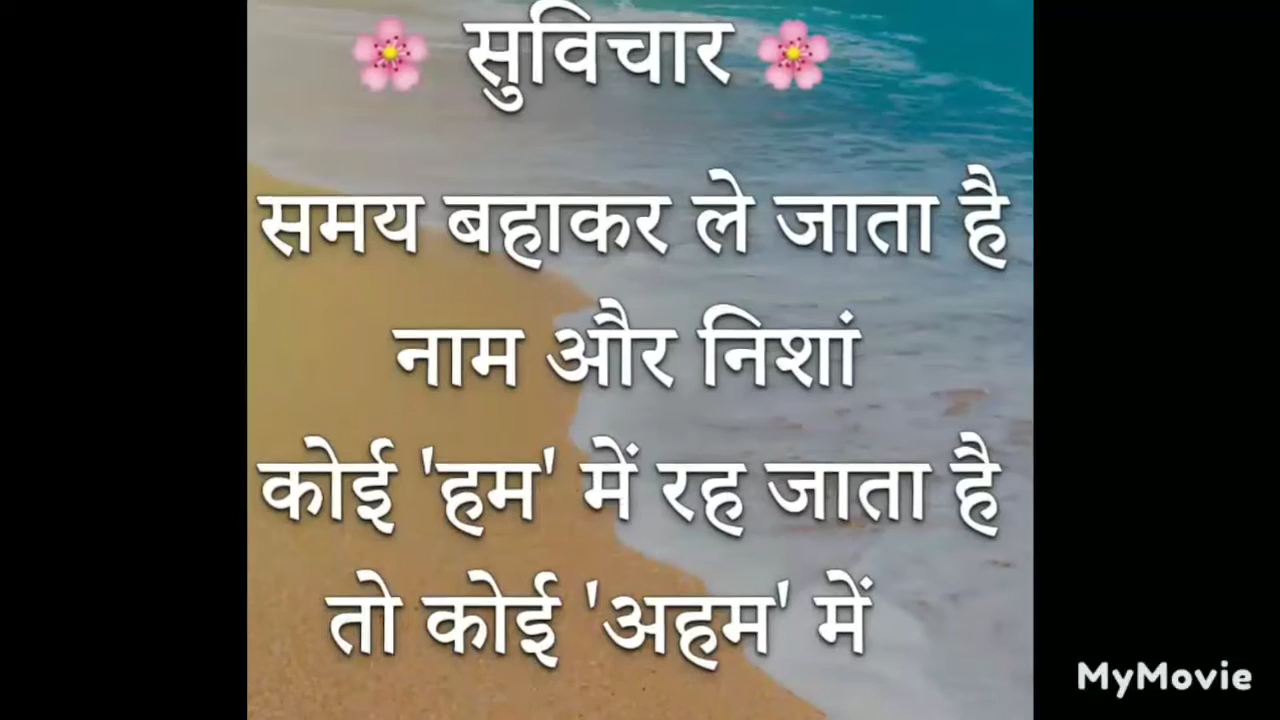 🌸 सुविचार 🌸
समय बहाकर ले जाता है
नाम और निशां
कोई 'हम' में रह जाता है
तो कोई 'अहम' में
MyMovie